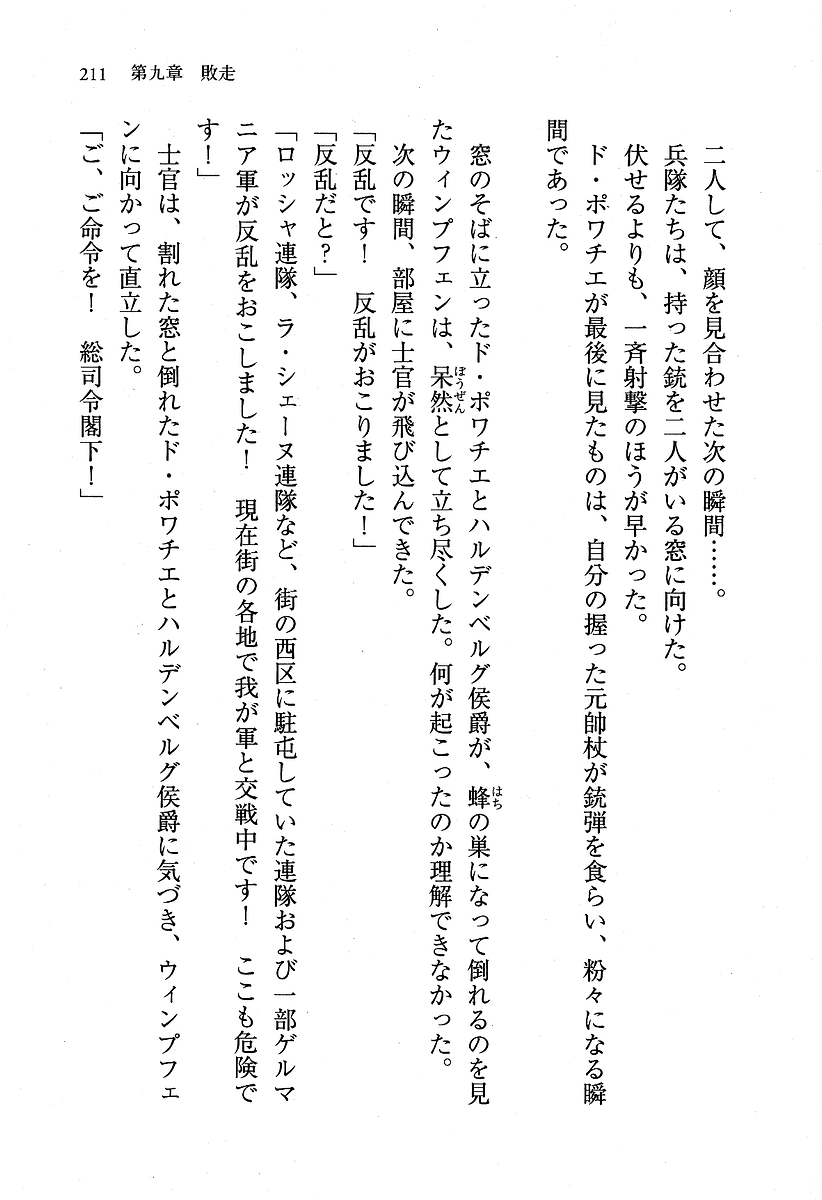 211 第九章 敗走
二人して、顔を見合わせた次の瞬間……。
兵隊たちは、持った銃を二人がいる窓に向けた。
伏せるよりも、一斉射撃のほうが早かった。
ド・ポワチエが最後に見たものは、自分の握った元帥杖が銃弾を食らい、粉々になる瞬
間であった。
窓のそばに立ったド・ポワチエとハルデンベルグ侯爵が、蜂の巣になって倒れるのを見
たウィンプフェンは、呆然として立ち尽くした。何が起こったのか理解できなかった。
次の瞬間、部屋に士官が飛び込んできた。
「反乱です！　反乱がおこりました！」
「反乱だと？」
「ロッシャ連隊、ラ・シェーヌ連隊など、街の西区に駐屯していた連隊および一部ゲルマ
ニア軍が反乱をおこしました！　現在街の各地で我が軍と交戦中です！　ここも危険で
す！」
士官は、割れた窓と倒れたド・ポワチエとハルデンベルグ侯爵に気づき、ウィンプフェ
ンに向かって直立した。
「ご、ご命令を！　総司令閣下！」